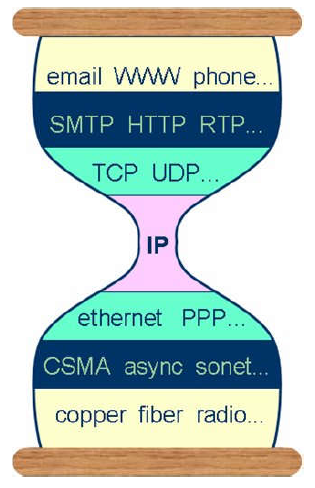 email WWW phone...
SMTP HTTP RTP...
TCP UDP...
IP
ethernet PPP...
CSMA async sonet...
copper fiber radio...